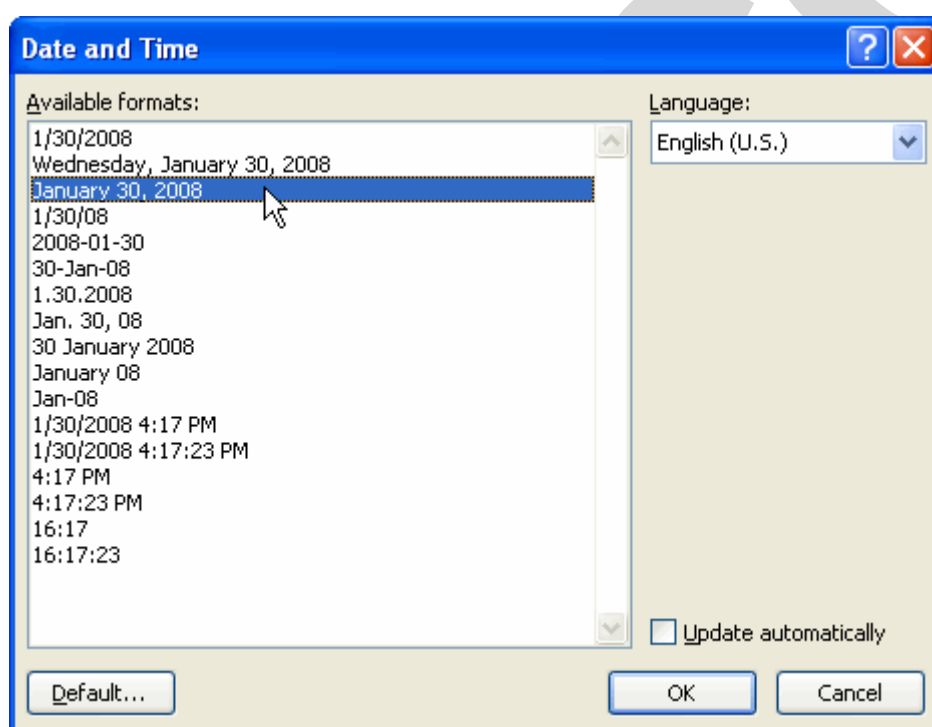 Date and Time
Available formats:
Language:
1/30/2008
Wednesday, January 30, 2008
January 30, 2008
1/30/08
2008-01-30
30-Jan-08
1.30.2008
Jan. 30, 08
30 January 2008
January 08
Jan-08
1/30/2008 4:17 PM
1/30/2008 4:17:23 PM
4:17 PM
4:17:23 PM
16:17
16:17:23
English (U.S.)
Update automatically
Default...
OK
Cancel